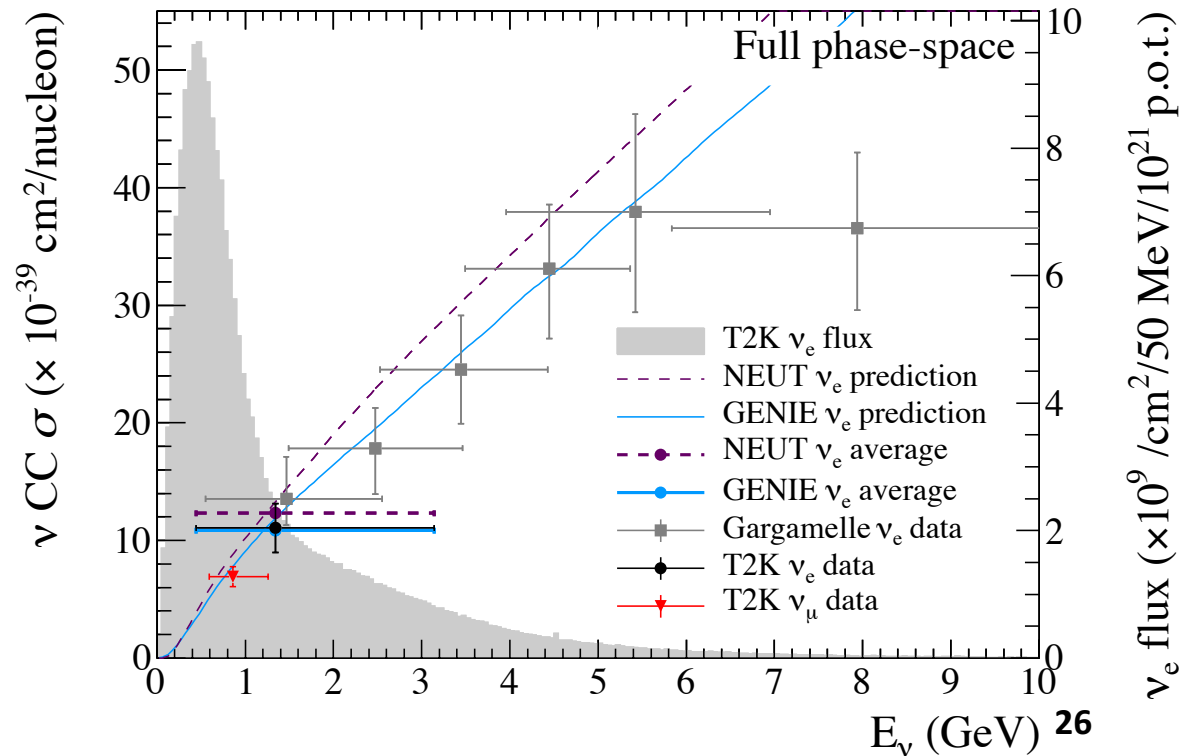 Full phase-space
ν CC σ (× 10⁻³⁹ cm²/nucleon)
50
40
30
20
10
0
T2K νₑ flux
NEUT νₑ prediction
GENIE νₑ prediction
NEUT νₑ average
GENIE νₑ average
Gargamelle νₑ data
T2K νₑ data
T2K ν_μ data
10
8
6
4
2
0
νₑ flux (×10⁹ /cm²/50 MeV/10²¹ p.o.t.)
0 1 2 3 4 5 6 7 8 9 10
E_ν (GeV)
26